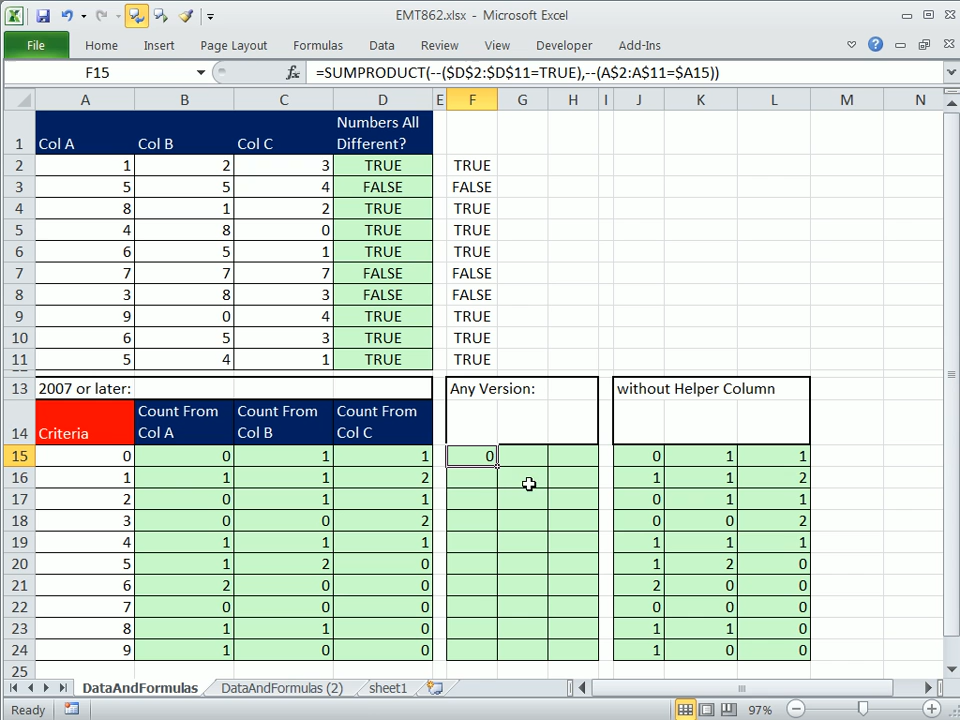 EMT862.xlsx - Microsoft Excel
File Home Insert Page Layout Formulas Data Review View Developer Add-Ins
F15 fx =SUMPRODUCT(--($D$2:$D$11=TRUE),--(A$2:A$11=$A15))
A B C D E F G H I J K L M N
Numbers All
1 Col A Col B Col C Different?
2 1 2 3 TRUE TRUE
3 5 5 4 FALSE FALSE
4 8 1 2 TRUE TRUE
5 4 8 0 TRUE TRUE
6 6 5 1 TRUE TRUE
7 7 7 7 FALSE FALSE
8 3 8 3 FALSE FALSE
9 9 0 4 TRUE TRUE
10 6 5 3 TRUE TRUE
11 5 4 1 TRUE TRUE
13 2007 or later: Any Version: without Helper Column
Count From Count From Count From
14 Criteria Col A Col B Col C
15 0 0 1 1 0 0 1 1
16 1 1 1 2 1 1 2
17 2 0 1 1 0 1 1
18 3 0 0 2 0 0 2
19 4 1 1 1 1 1 1
20 5 1 2 0 1 2 0
21 6 2 0 0 2 0 0
22 7 0 0 0 0 0 0
23 8 1 1 0 1 1 0
24 9 1 0 0 1 0 0
25
DataAndFormulas DataAndFormulas (2) sheet1
Ready 97%